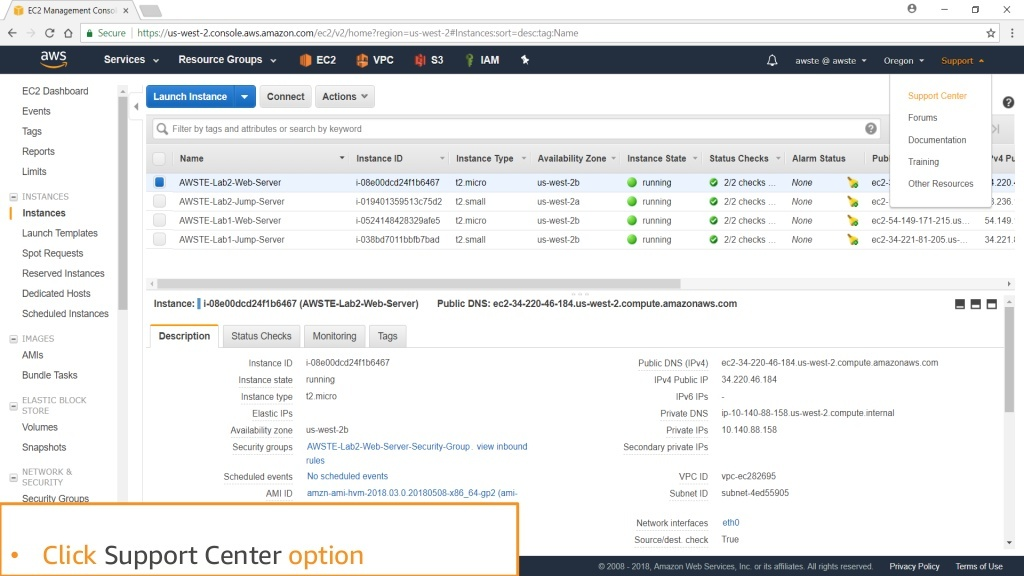 EC2 Management Conso
Secure https://us-west-2.console.aws.amazon.com/ec2/v2/home?region=us-west-2#Instances:sort=desc:tag:Name
aws Services Resource Groups EC2 VPC S3 IAM awste @ awste Oregon Support
Support Center
Forums
Documentation
Training
Other Resources
EC2 Dashboard
Events
Tags
Reports
Limits
INSTANCES
Instances
Launch Templates
Spot Requests
Reserved Instances
Dedicated Hosts
Scheduled Instances
IMAGES
AMIs
Bundle Tasks
ELASTIC BLOCK
STORE
Volumes
Snapshots
NETWORK &
SECURITY
Security Groups
Launch Instance Connect Actions
Filter by tags and attributes or search by keyword
Name Instance ID Instance Type Availability Zone Instance State Status Checks Alarm Status Pub v4 Pu
AWSTE-Lab2-Web-Server i-08e00dcd24f1b6467 t2.micro us-west-2b running 2/2 checks ... None ec2- 4.220.4
AWSTE-Lab2-Jump-Server i-019401359513c75d2 t2.small us-west-2a running 2/2 checks ... None ec2- .236.
AWSTE-Lab1-Web-Server i-0524148428329afe5 t2.micro us-west-2b running 2/2 checks ... None ec2-54-149-171-215.us... 54.149.
AWSTE-Lab1-Jump-Server i-038bd7011bbfb7bad t2.small us-west-2b running 2/2 checks ... None ec2-34-221-81-205.us-... 34.221.8
Instance: i-08e00dcd24f1b6467 (AWSTE-Lab2-Web-Server) Public DNS: ec2-34-220-46-184.us-west-2.compute.amazonaws.com
Description Status Checks Monitoring Tags
Instance ID i-08e00dcd24f1b6467
Instance state running
Instance type t2.micro
Elastic IPs
Availability zone us-west-2b
Security groups AWSTE-Lab2-Web-Server-Security-Group. view inbound
rules
Scheduled events No scheduled events
AMI ID amzn-ami-hvm-2018.03.0.20180508-x86_64-gp2 (ami-
Public DNS (IPv4) ec2-34-220-46-184.us-west-2.compute.amazonaws.com
IPv4 Public IP 34.220.46.184
IPv6 IPs -
Private DNS ip-10-140-88-158.us-west-2.compute.internal
Private IPs 10.140.88.158
Secondary private IPs
VPC ID vpc-ec282695
Subnet ID subnet-4ed55905
Network interfaces eth0
Source/dest. check True
• Click Support Center option
© 2008 - 2018, Amazon Web Services, Inc. or its affiliates. All rights reserved. Privacy Policy Terms of Use